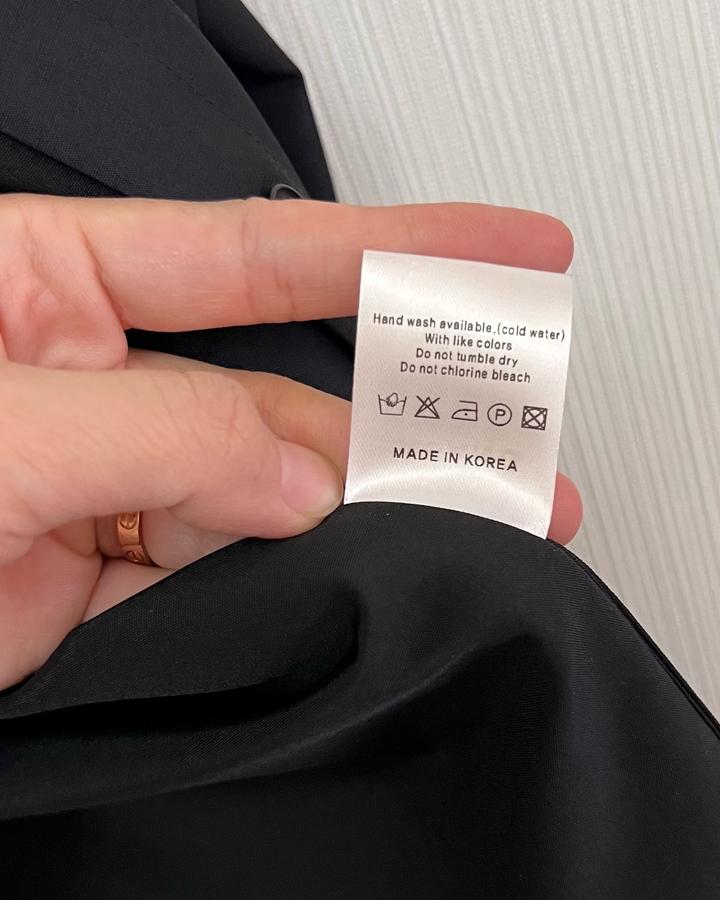 Hand wash available.(cold water)
With like colors
Do not tumble dry
Do not chlorine bleach
P
MADE IN KOREA